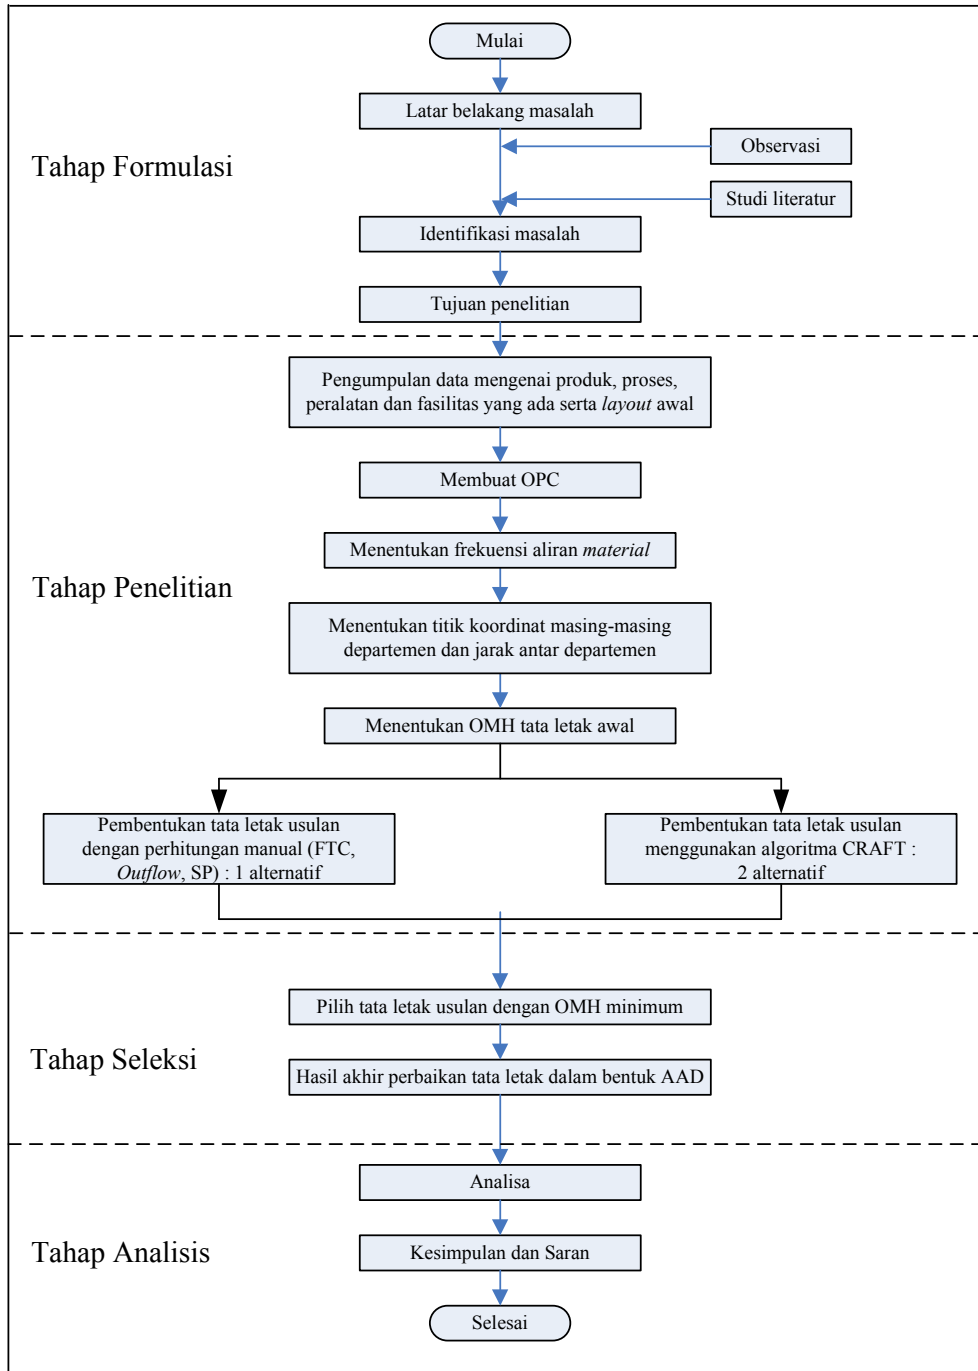 Mulai
Latar belakang masalah
Observasi
Tahap Formulasi
Studi literatur
Identifikasi masalah
Tujuan penelitian
Pengumpulan data mengenai produk, proses,
peralatan dan fasilitas yang ada serta layout awal
Membuat OPC
Menentukan frekuensi aliran material
Tahap Penelitian
Menentukan titik koordinat masing-masing
departemen dan jarak antar departemen
Menentukan OMH tata letak awal
Pembentukan tata letak usulan
dengan perhitungan manual (FTC,
Outflow, SP) : 1 alternatif
Pembentukan tata letak usulan
menggunakan algoritma CRAFT :
2 alternatif
Pilih tata letak usulan dengan OMH minimum
Tahap Seleksi
Hasil akhir perbaikan tata letak dalam bentuk AAD
Analisa
Tahap Analisis
Kesimpulan dan Saran
Selesai